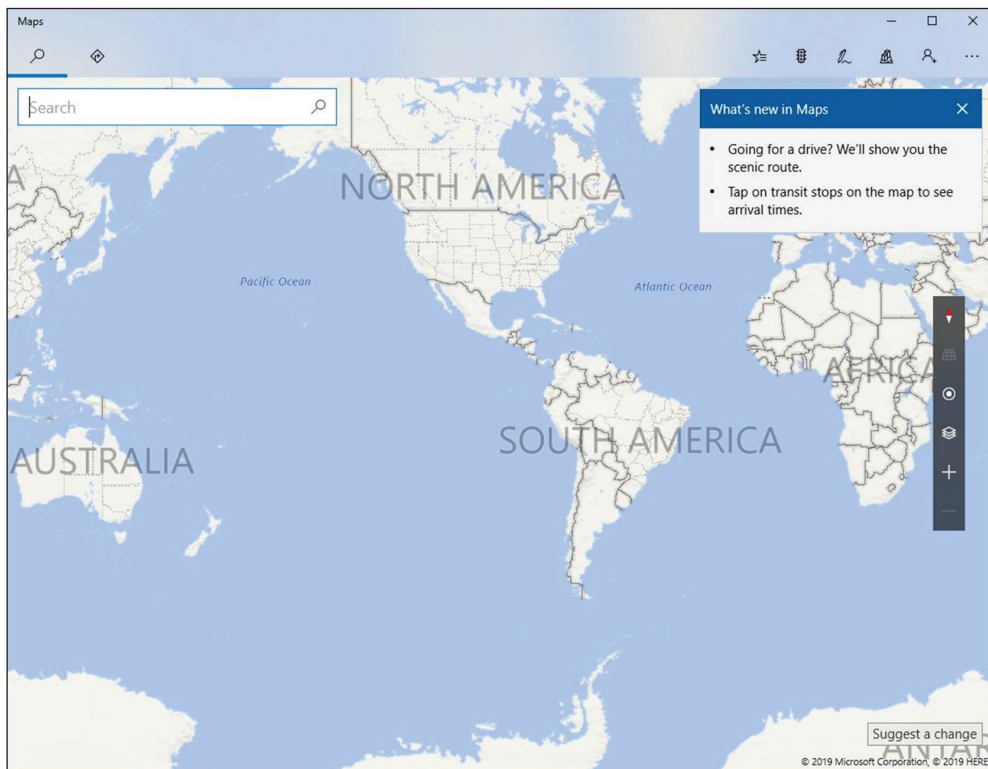 Maps
Search
What's new in Maps
• Going for a drive? We'll show you the
scenic route.
• Tap on transit stops on the map to see
arrival times.
A
NORTH AMERICA
Pacific Ocean
Atlantic Ocean
AFRICA
SOUTH AMERICA
AUSTRALIA
Suggest a change
ANTAR
© 2019 Microsoft Corporation, © 2019 HERE